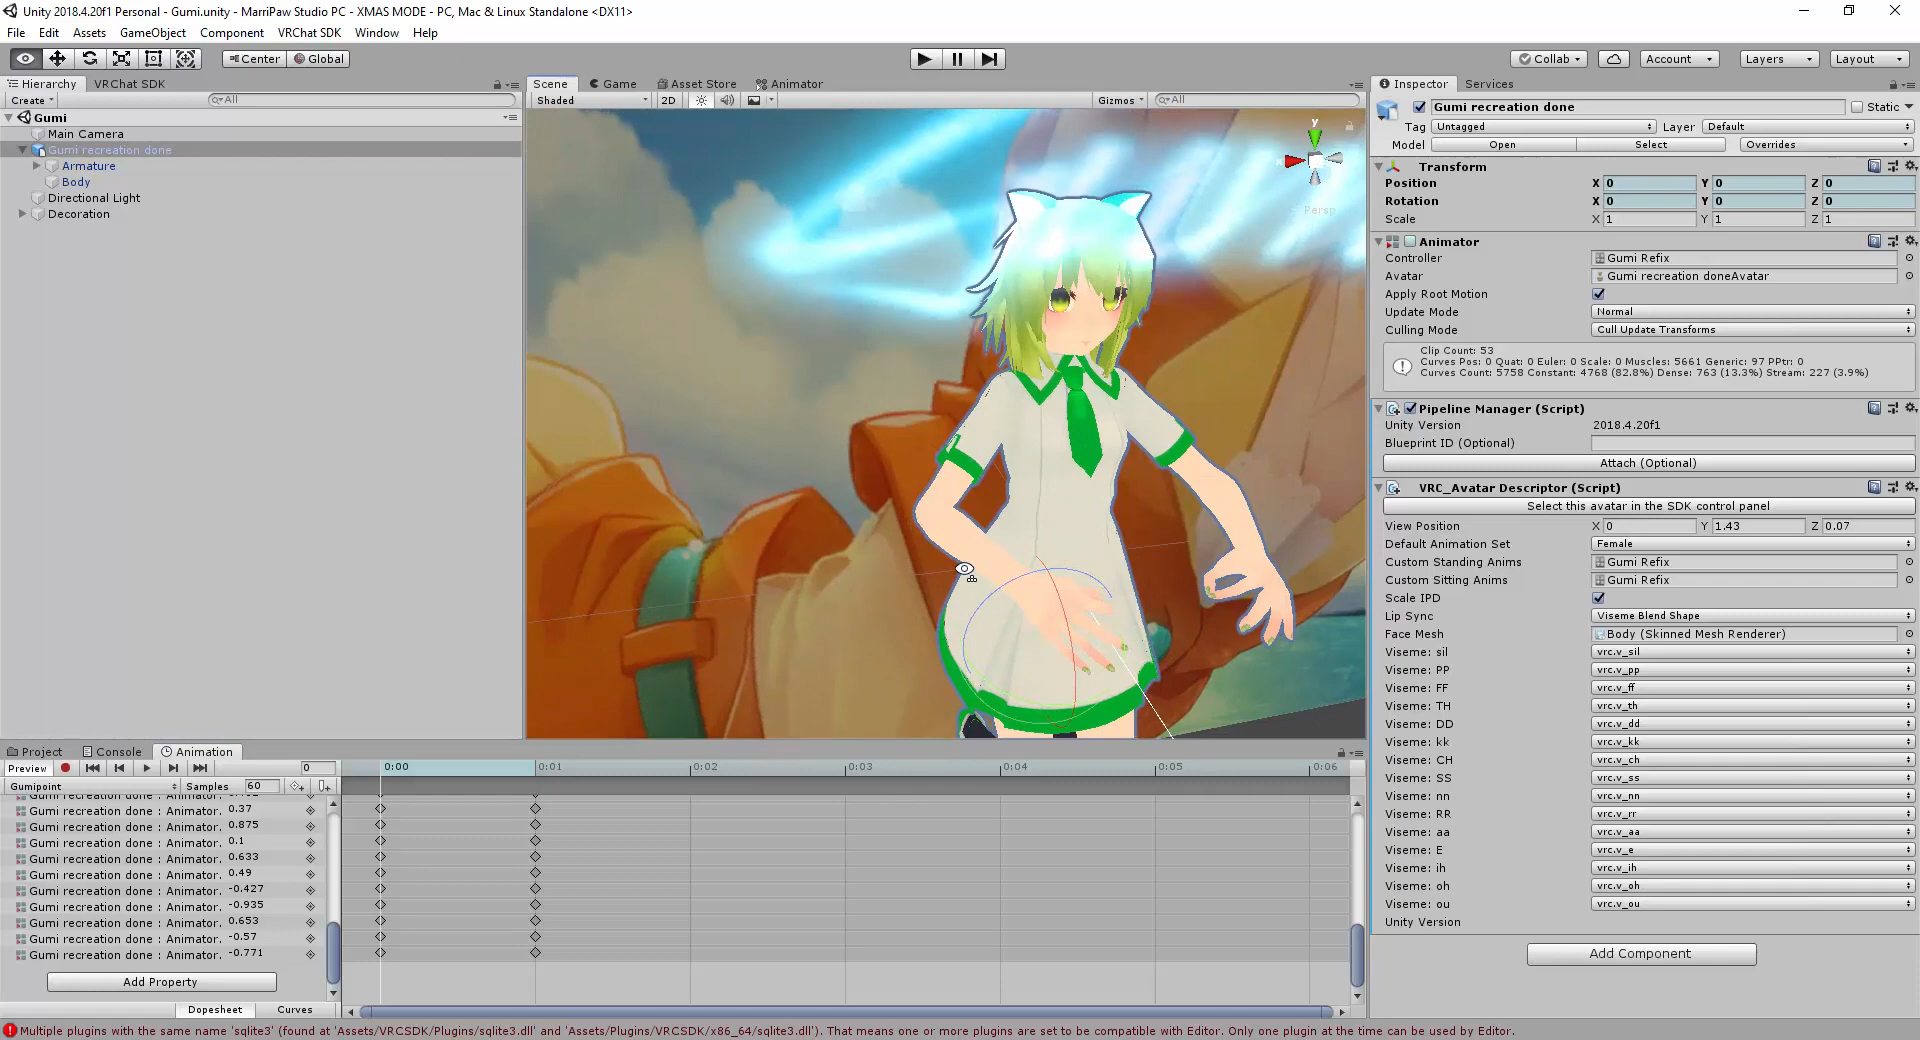 Unity 2018.4.20f1 Personal - Gumi.unity - MarriPaw Studio PC - XMAS MODE - PC, Mac & Linux Standalone <DX11>
File Edit Assets GameObject Component VRChat SDK Window Help
Center Global
Collab Account Layers Layout
Hierarchy VRChat SDK
Create All
Gumi
Main Camera
Gumi recreation done
Armature
Body
Directional Light
Decoration
Scene Game Asset Store Animator
Shaded 2D Gizmos All
y
Persp
Inspector Services
Gumi recreation done Static
Tag Untagged Layer Default
Model Open Select Overrides
Transform
Position X 0 Y 0 Z 0
Rotation X 0 Y 0 Z 0
Scale X 1 Y 1 Z 1
Animator
Controller Gumi Refix
Avatar Gumi recreation doneAvatar
Apply Root Motion
Update Mode Normal
Culling Mode Cull Update Transforms
Clip Count: 53
Curves Pos: 0 Quat: 0 Euler: 0 Scale: 0 Muscles: 5661 Generic: 97 PPtr: 0
Curves Count: 5758 Constant: 4768 (82.8%) Dense: 763 (13.3%) Stream: 227 (3.9%)
Pipeline Manager (Script)
Unity Version 2018.4.20f1
Blueprint ID (Optional)
Attach (Optional)
VRC_Avatar Descriptor (Script)
Select this avatar in the SDK control panel
View Position X 0 Y 1.43 Z 0.07
Default Animation Set Female
Custom Standing Anims Gumi Refix
Custom Sitting Anims Gumi Refix
Scale IPD
Lip Sync Viseme Blend Shape
Face Mesh Body (Skinned Mesh Renderer)
Viseme: sil vrc.v_sil
Viseme: PP vrc.v_pp
Viseme: FF vrc.v_ff
Viseme: TH vrc.v_th
Viseme: DD vrc.v_dd
Viseme: kk vrc.v_kk
Viseme: CH vrc.v_ch
Viseme: SS vrc.v_ss
Viseme: nn vrc.v_nn
Viseme: RR vrc.v_rr
Viseme: aa vrc.v_aa
Viseme: E vrc.v_e
Viseme: ih vrc.v_ih
Viseme: oh vrc.v_oh
Viseme: ou vrc.v_ou
Unity Version
Add Component
Project Console Animation
Preview 0 0:00 0:01 0:02 0:03 0:04 0:05 0:06
Gumipoint Samples 60
Gumi recreation done : Animator.
Gumi recreation done : Animator. 0.37
Gumi recreation done : Animator. 0.875
Gumi recreation done : Animator. 0.1
Gumi recreation done : Animator. 0.633
Gumi recreation done : Animator. 0.49
Gumi recreation done : Animator. -0.427
Gumi recreation done : Animator. -0.935
Gumi recreation done : Animator. 0.653
Gumi recreation done : Animator. -0.57
Gumi recreation done : Animator. -0.771
Add Property
Dopesheet Curves
Multiple plugins with the same name 'sqlite3' (found at 'Assets/VRCSDK/Plugins/sqlite3.dll' and 'Assets/Plugins/VRCSDK/x86_64/sqlite3.dll'). That means one or more plugins are set to be compatible with Editor. Only one plugin at the time can be used by Editor.